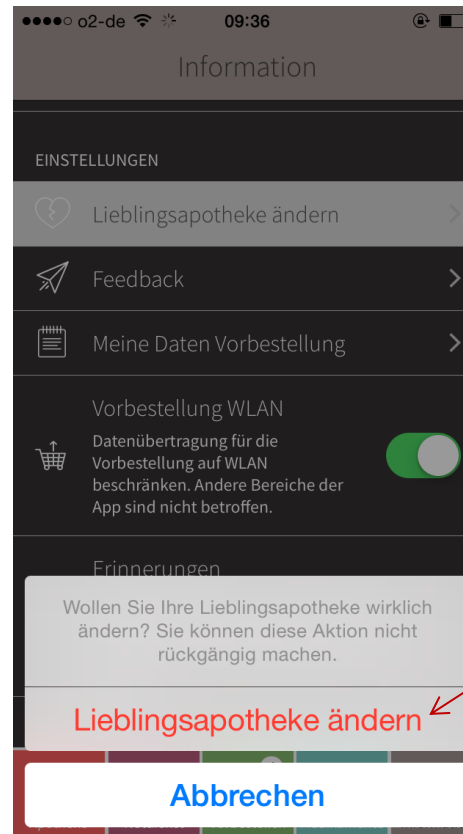 o2-de 09:36
Information
EINSTELLUNGEN
Lieblingsapotheke ändern
Feedback
Meine Daten Vorbestellung
Vorbestellung WLAN
Datenübertragung für die
Vorbestellung auf WLAN
beschränken. Andere Bereiche der
App sind nicht betroffen.
Erinnerungen
Wollen Sie Ihre Lieblingsapotheke wirklich
ändern? Sie können diese Aktion nicht
rückgängig machen.
Lieblingsapotheke ändern
Abbrechen